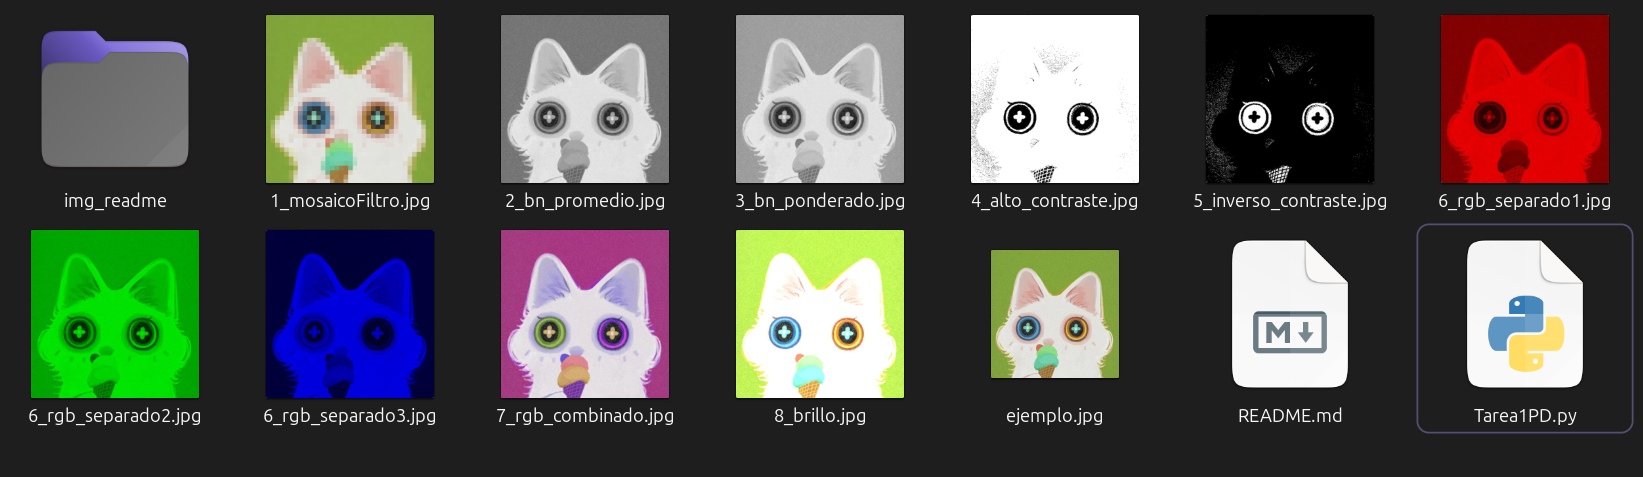 img_readme
1_mosaicoFiltro.jpg
2_bn_promedio.jpg
3_bn_ponderado.jpg
4_alto_contraste.jpg
5_inverso_contraste.jpg
6_rgb_separado1.jpg
6_rgb_separado2.jpg
6_rgb_separado3.jpg
7_rgb_combinado.jpg
8_brillo.jpg
ejemplo.jpg
M
README.md
Tarea1PD.py